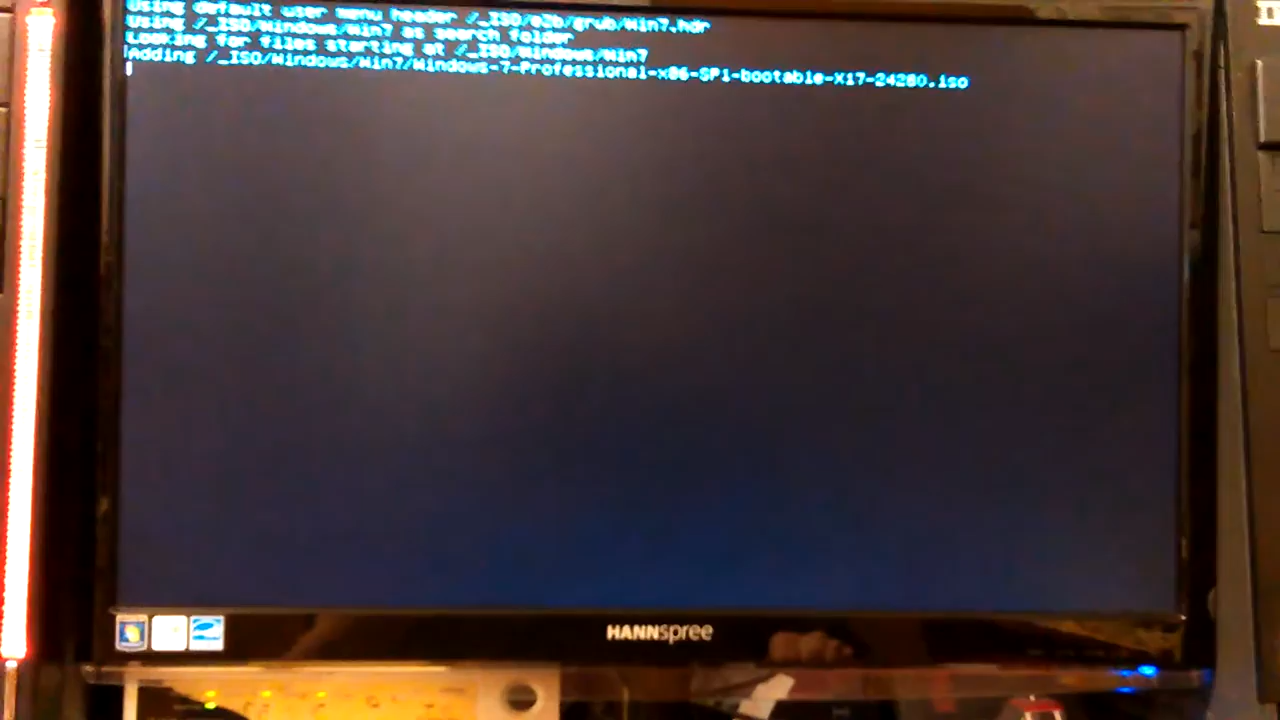 Using default user menu header //_ISO/e2b/grub/Win7.hdr
Using //_ISO/Windows/Win7 as search folder
Looking for files starting at //_ISO/Windows/Win7
Adding //_ISO/Windows/Win7/Windows-7-Professional-x86-SP1-bootable-X17-24280.iso
HANNspree